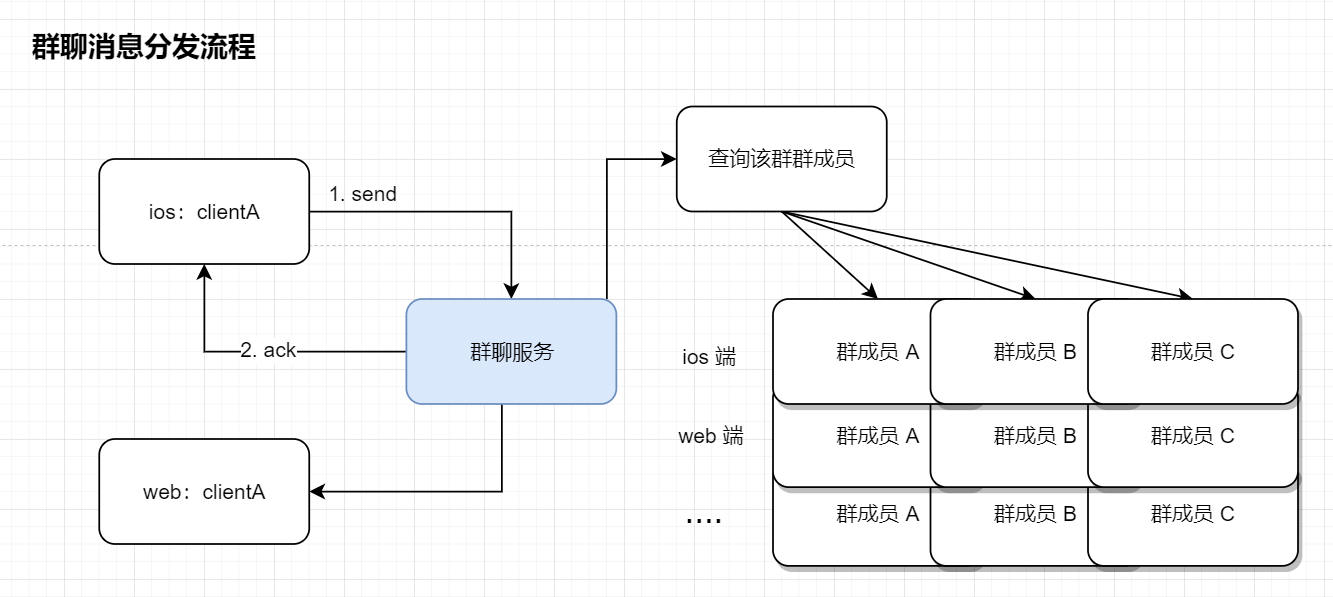 群聊消息分发流程
查询该群群成员
ios：clientA
1. send
2. ack
群聊服务
web：clientA
ios 端
群成员 A
群成员 B
群成员 C
web 端
群成员 A
群成员 B
群成员 C
....
群成员 A
群成员 B
群成员 C